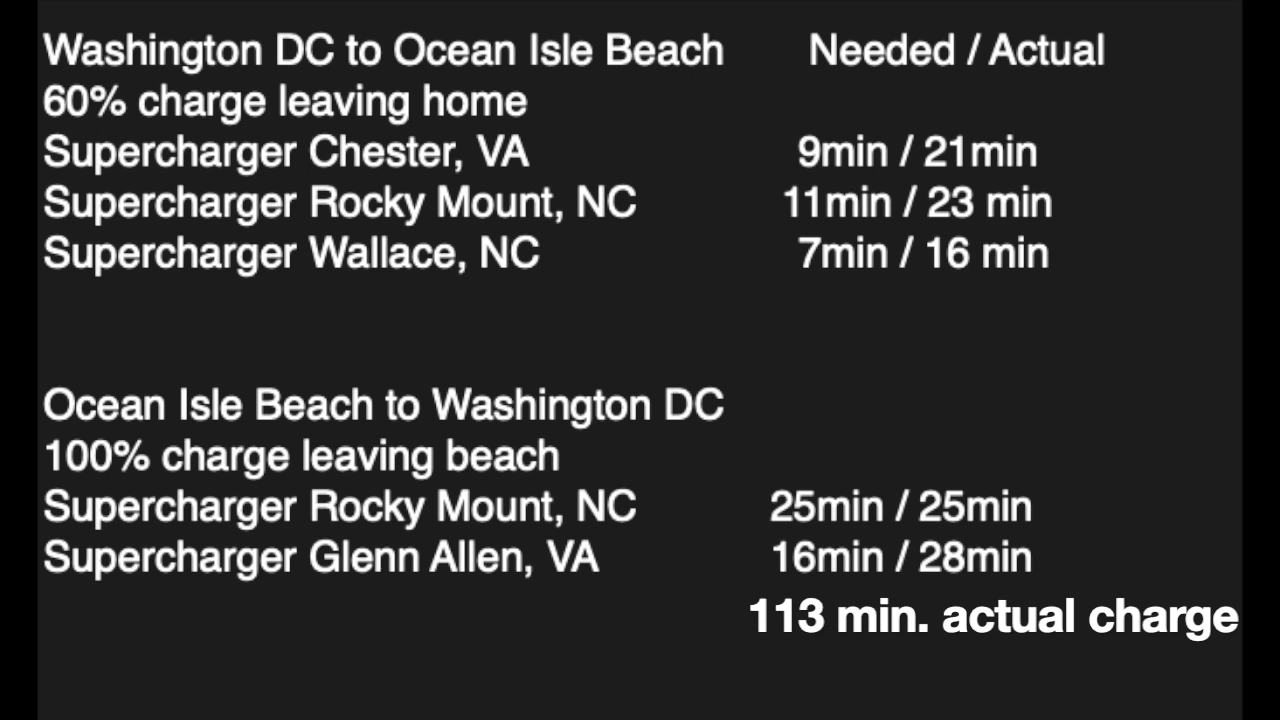 Washington DC to Ocean Isle Beach Needed / Actual
60% charge leaving home
Supercharger Chester, VA 9min / 21min
Supercharger Rocky Mount, NC 11min / 23 min
Supercharger Wallace, NC 7min / 16 min
Ocean Isle Beach to Washington DC
100% charge leaving beach
Supercharger Rocky Mount, NC 25min / 25min
Supercharger Glenn Allen, VA 16min / 28min
113 min. actual charge